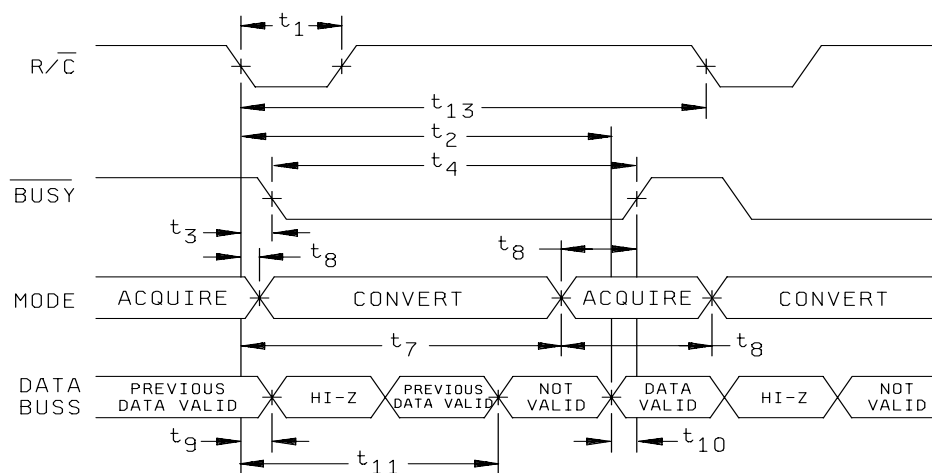 t1
R/C̅
t13
t2
t4
B̅U̅S̅Y̅
t3
t8
t8
MODE
ACQUIRE
CONVERT
ACQUIRE
CONVERT
t7
t8
DATA
BUSS
PREVIOUS
DATA VALID
HI-Z
PREVIOUS
DATA VALID
NOT
VALID
DATA
VALID
HI-Z
NOT
VALID
t9
t10
t11